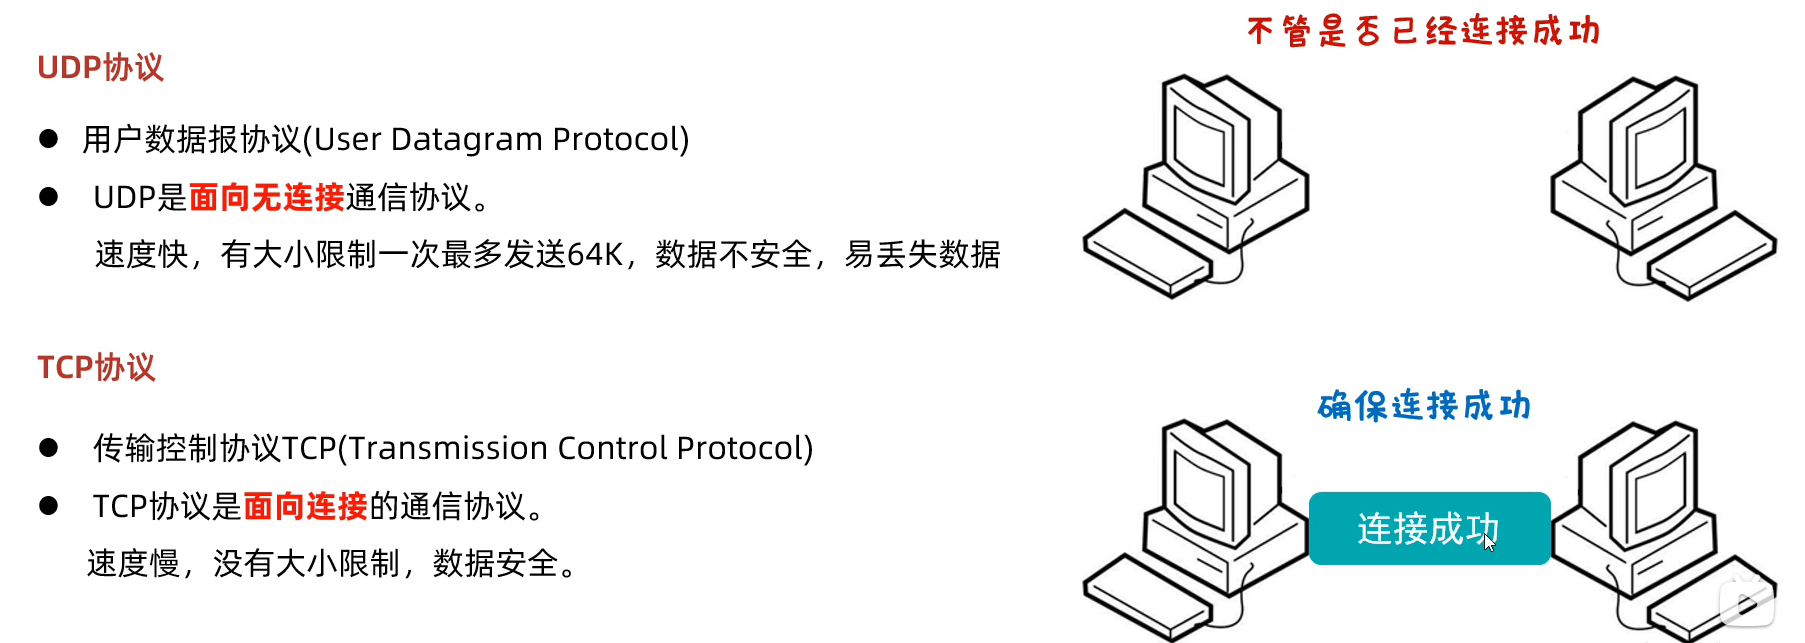 不管是否已经连接成功
UDP协议
用户数据报协议(User Datagram Protocol)
UDP是面向无连接通信协议。
速度快，有大小限制一次最多发送64K，数据不安全，易丢失数据
TCP协议
确保连接成功
传输控制协议TCP(Transmission Control Protocol)
TCP协议是面向连接的通信协议。
连接成功
速度慢，没有大小限制，数据安全。